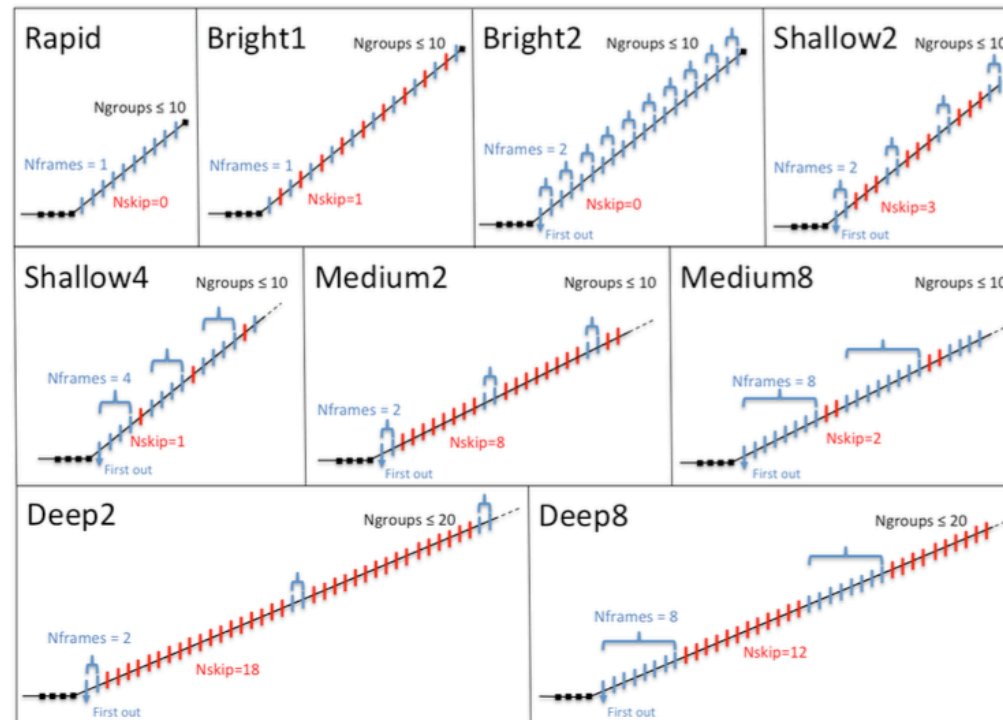 Rapid
Ngroups ≤ 10
Nframes = 1
Nskip=0
Bright1
Ngroups ≤ 10
Nframes = 1
Nskip=1
Bright2
Ngroups ≤ 10
Nframes = 2
Nskip=0
First out
Shallow2
Ngroups ≤ 10
Nframes = 2
Nskip=3
First out
Shallow4
Ngroups ≤ 10
Nframes = 4
Nskip=1
First out
Medium2
Ngroups ≤ 10
Nframes = 2
Nskip=8
First out
Medium8
Ngroups ≤ 10
Nframes = 8
Nskip=2
First out
Deep2
Ngroups ≤ 20
Nframes = 2
Nskip=18
First out
Deep8
Ngroups ≤ 20
Nframes = 8
Nskip=12
First out